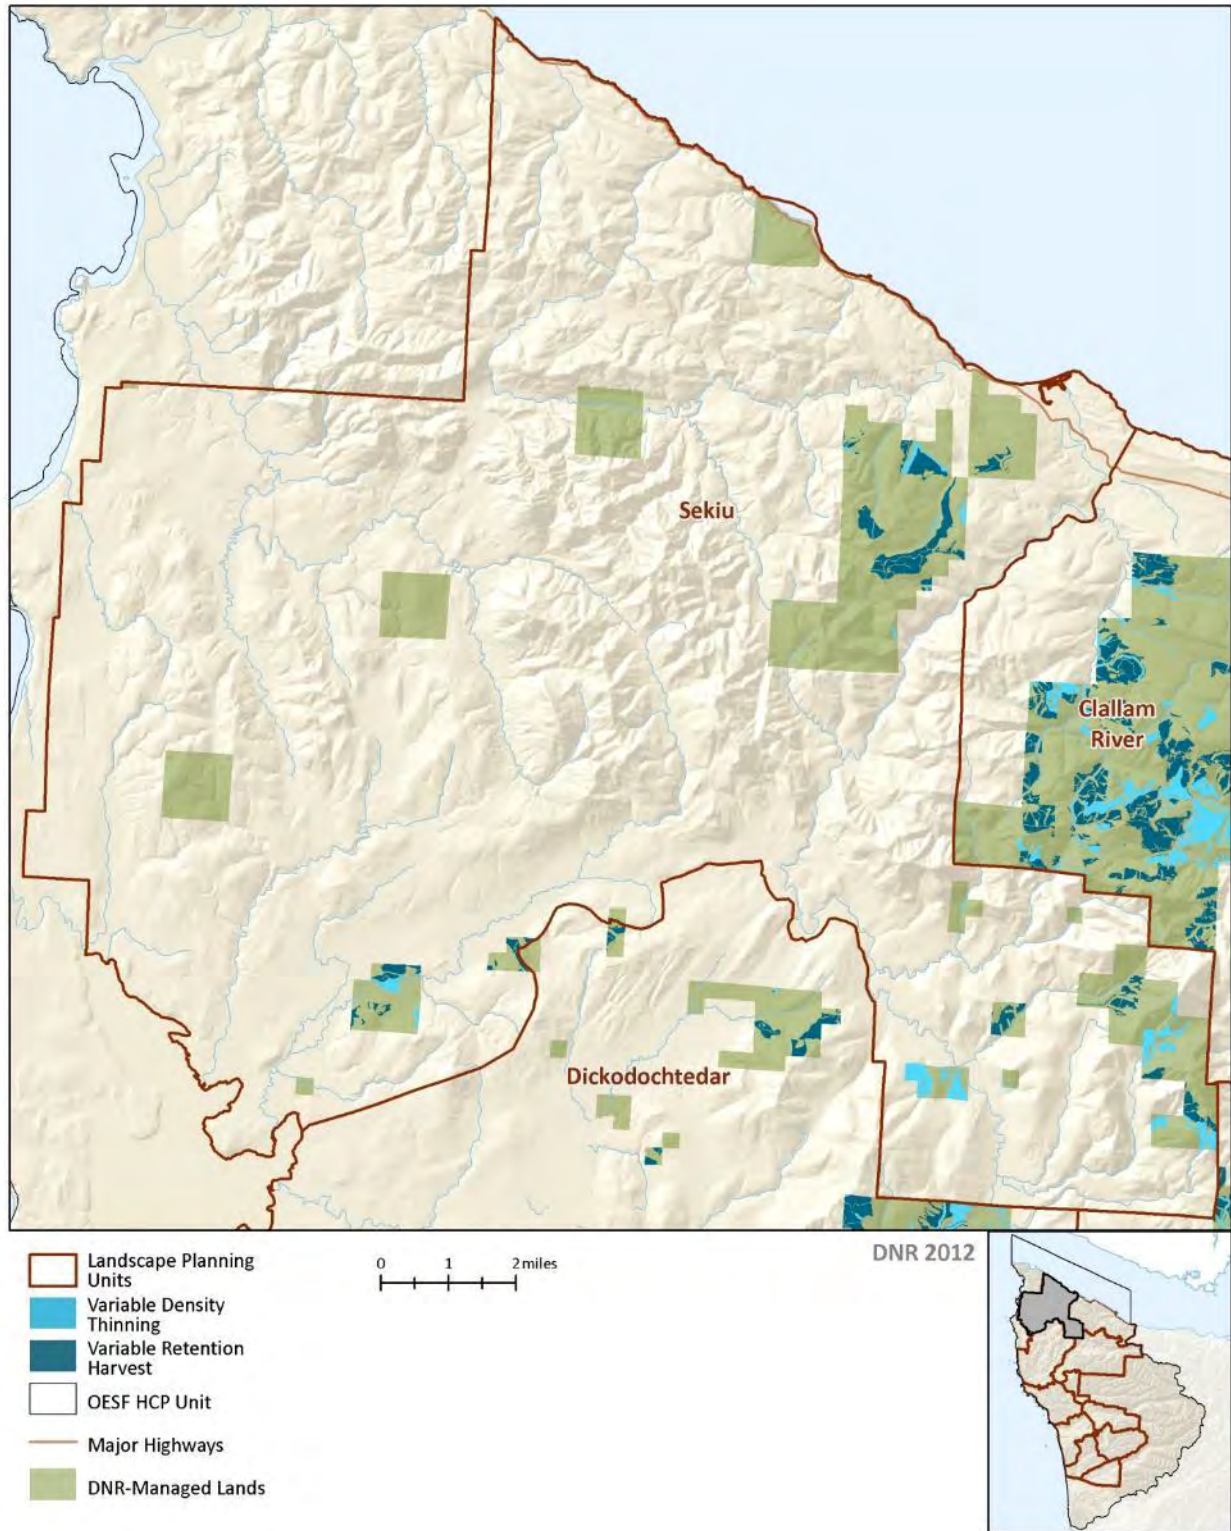 Sekiu
Clallam
River
Dickodochtedar
DNR 2012
Landscape Planning
Units
Variable Density
Thinning
Variable Retention
Harvest
OESF HCP Unit
Major Highways
DNR-Managed Lands
0 1 2 miles